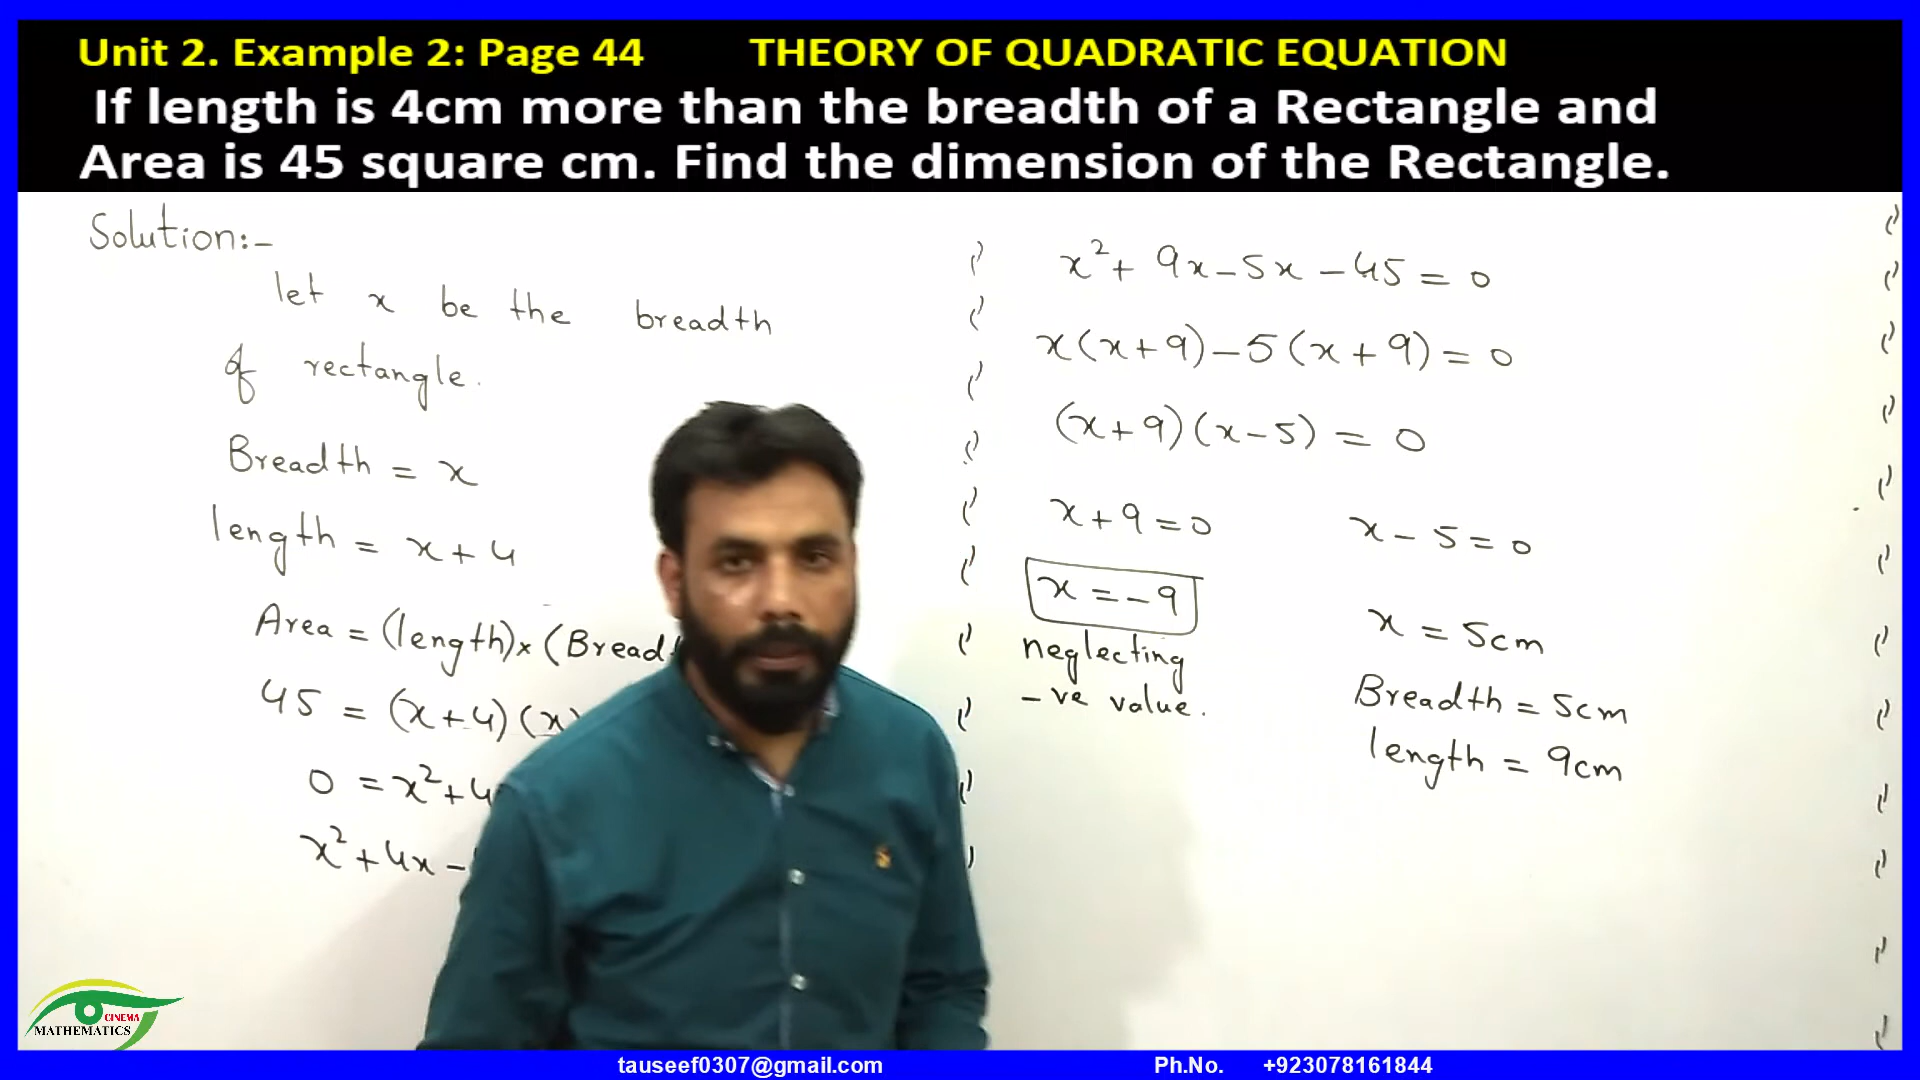 Unit 2. Example 2: Page 44 THEORY OF QUADRATIC EQUATION
If length is 4cm more than the breadth of a Rectangle and
Area is 45 square cm. Find the dimension of the Rectangle.
Solution:-
let x be the breadth
of rectangle.
Breadth = x
length = x + 4
Area = (length) × (Bread
45 = (x+4)(x)
0 = x² + 4
x² + 4x -
x² + 9x - 5x - 45 = 0
x(x+9) - 5(x+9) = 0
(x+9)(x-5) = 0
x + 9 = 0
x = -9
neglecting
-ve value.
x - 5 = 0
x = 5cm
Breadth = 5cm
length = 9cm
CINEMA
MATHEMATICS
tauseef0307@gmail.com Ph.No. +923078161844